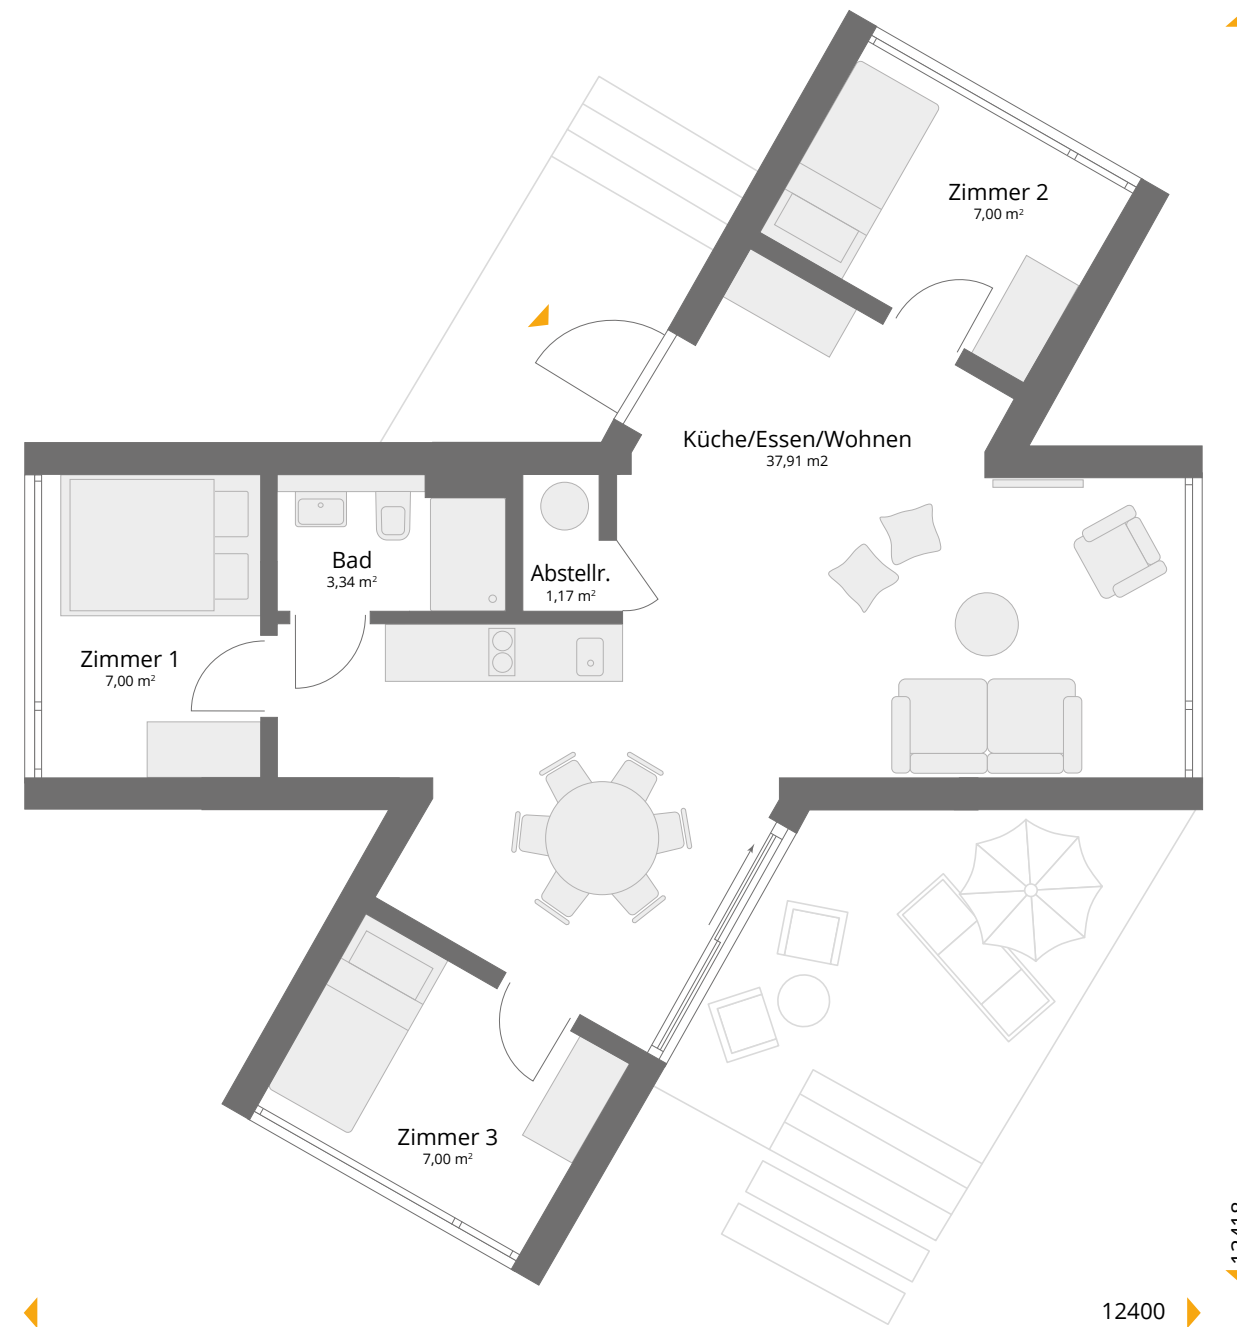 Zimmer 2
7,00 m²
Küche/Essen/Wohnen
37,91 m2
Bad
3,34 m²
Abstellr.
1,17 m²
Zimmer 1
7,00 m²
Zimmer 3
7,00 m²
12400